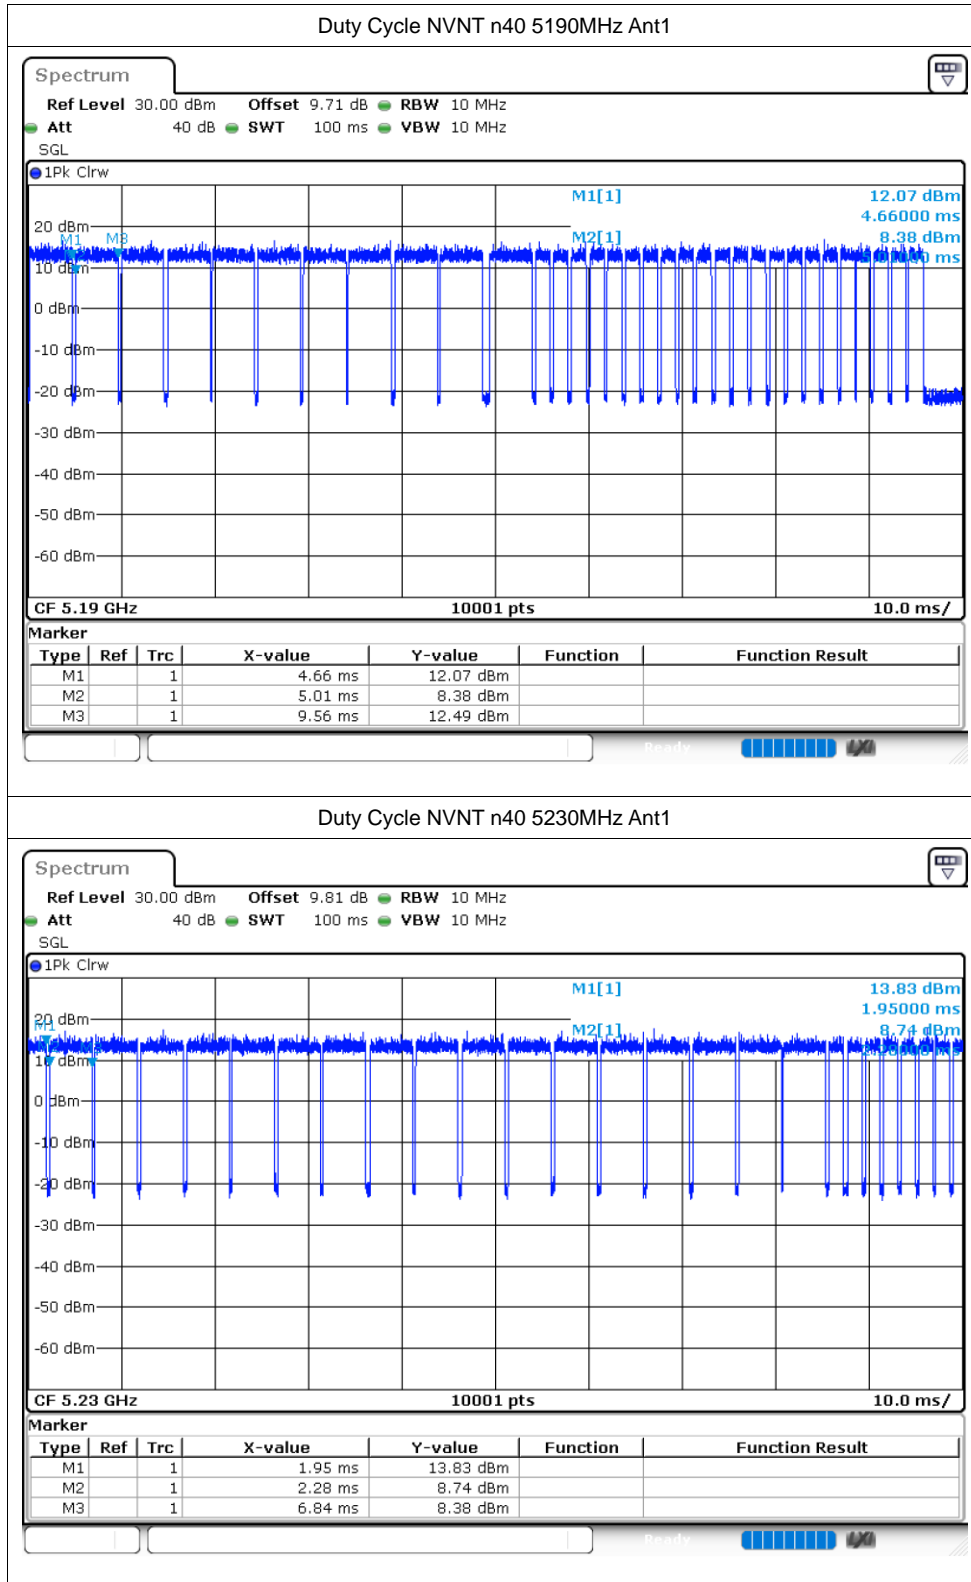 Duty Cycle NVNT n40 5190MHz Ant1
Spectrum
Ref Level 30.00 dBm Offset 9.71 dB RBW 10 MHz
Att 40 dB SWT 100 ms VBW 10 MHz
SGL
1Pk Clrw
M1[1] 12.07 dBm
4.66000 ms
20 dBm
M1 M3 M2[1] 8.38 dBm
ms
10 dBm
0 dBm
-10 dBm
-20 dBm
-30 dBm
-40 dBm
-50 dBm
-60 dBm
CF 5.19 GHz 10001 pts 10.0 ms/
Marker
Type Ref Trc X-value Y-value Function Function Result
M1 1 4.66 ms 12.07 dBm
M2 1 5.01 ms 8.38 dBm
M3 1 9.56 ms 12.49 dBm
Ready LXI
Duty Cycle NVNT n40 5230MHz Ant1
Spectrum
Ref Level 30.00 dBm Offset 9.81 dB RBW 10 MHz
Att 40 dB SWT 100 ms VBW 10 MHz
SGL
1Pk Clrw
M1[1] 13.83 dBm
1.95000 ms
20 dBm
M1 M2[1] 8.74 dBm
ms
10 dBm
0 dBm
-10 dBm
-20 dBm
-30 dBm
-40 dBm
-50 dBm
-60 dBm
CF 5.23 GHz 10001 pts 10.0 ms/
Marker
Type Ref Trc X-value Y-value Function Function Result
M1 1 1.95 ms 13.83 dBm
M2 1 2.28 ms 8.74 dBm
M3 1 6.84 ms 8.38 dBm
Ready LXI